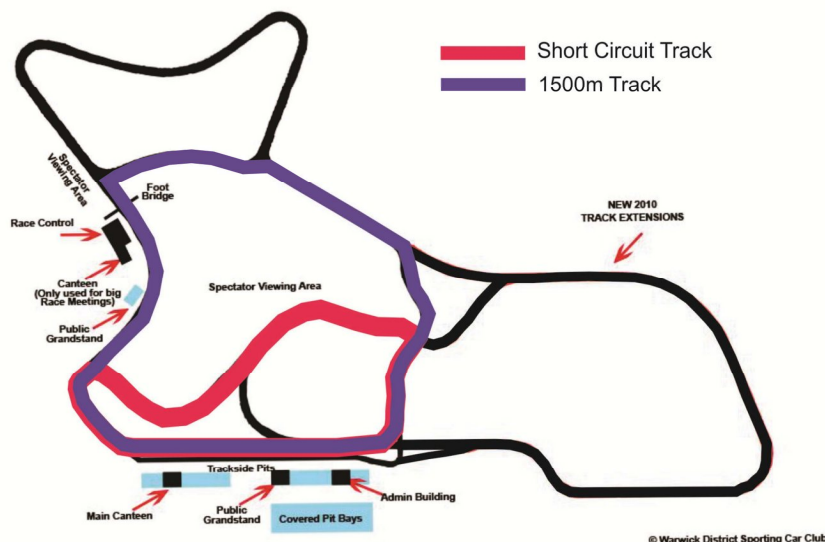 Short Circuit Track
1500m Track
Spectator
Viewing Area
Foot
Bridge
Race Control
NEW 2010
TRACK EXTENSIONS
Canteen
(Only used for big
Race Meetings)
Spectator Viewing Area
Public
Grandstand
Trackside Pits
Main Canteen
Public
Grandstand
Admin Building
Covered Pit Bays
© Warwick District Sporting Car Club